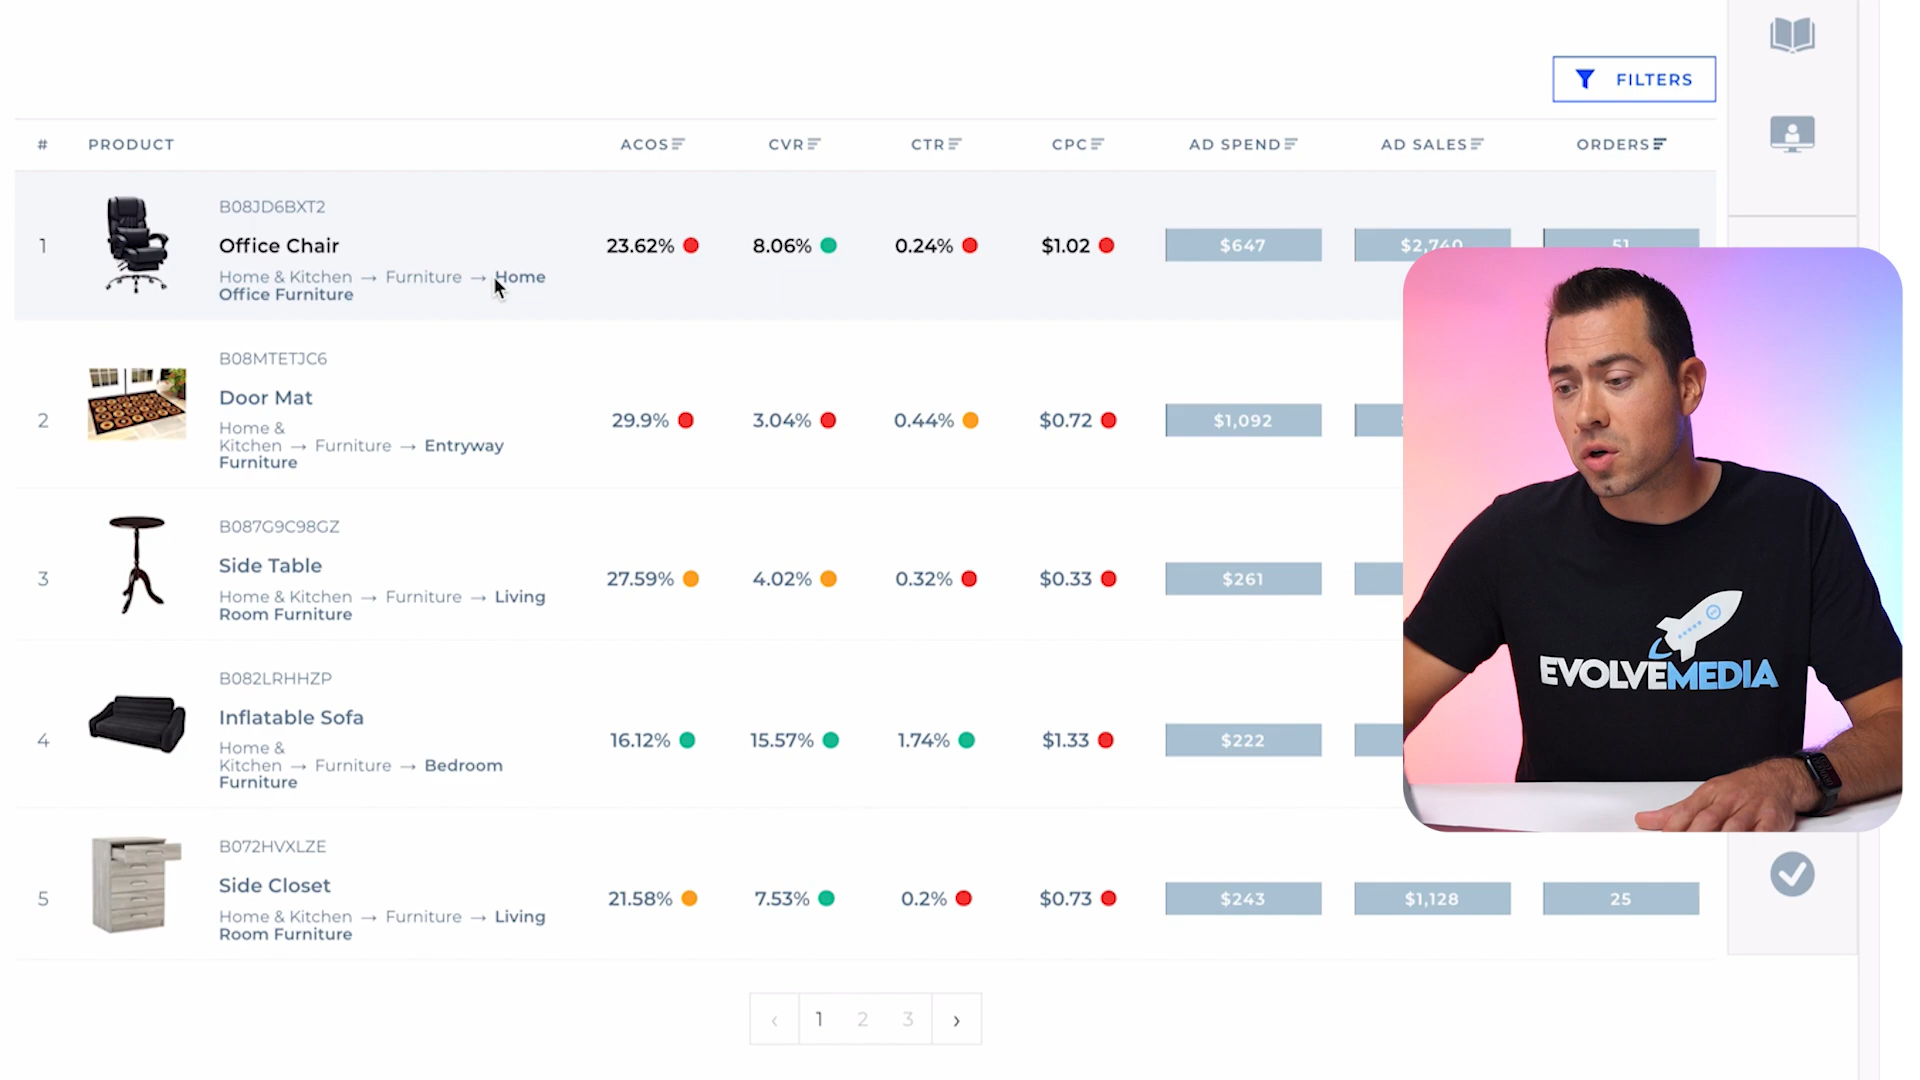 FILTERS
# PRODUCT ACOS CVR CTR CPC AD SPEND AD SALES ORDERS
B08JD6BXT2
1 Office Chair 23.62% 8.06% 0.24% $1.02 $647 $2,740 51
Home & Kitchen → Furniture → Home
Office Furniture
B08MTETJC6
Door Mat
2 29.9% 3.04% 0.44% $0.72 $1,092
Home &
Kitchen → Furniture → Entryway
Furniture
B087G9C98GZ
Side Table
3 27.59% 4.02% 0.32% $0.33 $261
Home & Kitchen → Furniture → Living
Room Furniture
B082LRHHZP
Inflatable Sofa
4 16.12% 15.57% 1.74% $1.33 $222
Home &
Kitchen → Furniture → Bedroom
Furniture
B072HVXLZE
Side Closet
5 21.58% 7.53% 0.2% $0.73 $243 $1,128 25
Home & Kitchen → Furniture → Living
Room Furniture
‹ 1 2 3 ›
EVOLVEMEDIA